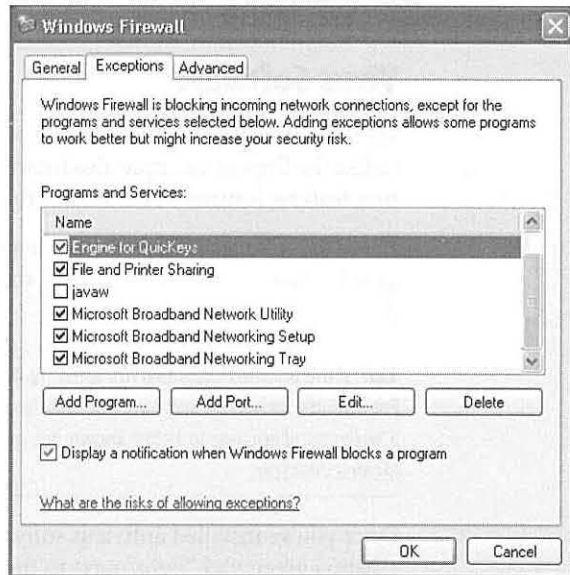 Windows Firewall
General Exceptions Advanced
Windows Firewall is blocking incoming network connections, except for the
programs and services selected below. Adding exceptions allows some programs
to work better but might increase your security risk.
Programs and Services:
Name
Engine for QuicKeys
File and Printer Sharing
javaw
Microsoft Broadband Network Utility
Microsoft Broadband Networking Setup
Microsoft Broadband Networking Tray
Add Program... Add Port... Edit... Delete
Display a notification when Windows Firewall blocks a program
What are the risks of allowing exceptions?
OK Cancel